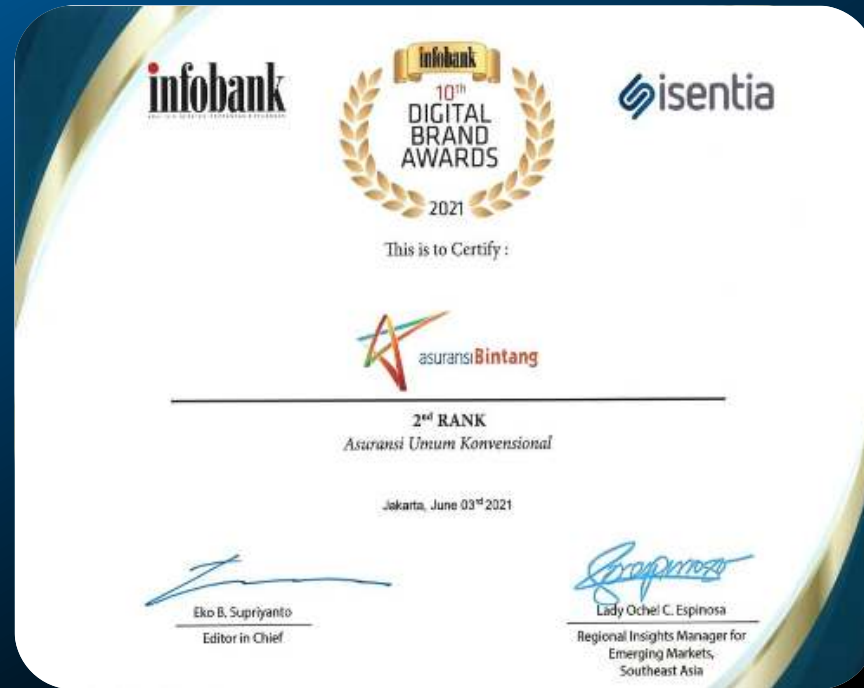 infobank
isentia
infobank
10th
DIGITAL
BRAND
AWARDS
2021
This is to Certify :
asuransiBintang
2nd RANK
Asuransi Umum Konvensional
Jakarta, June 03rd 2021
Eko B. Supriyanto
Editor in Chief
Lady Ochel C. Espinosa
Regional Insights Manager for
Emerging Markets,
Southeast Asia